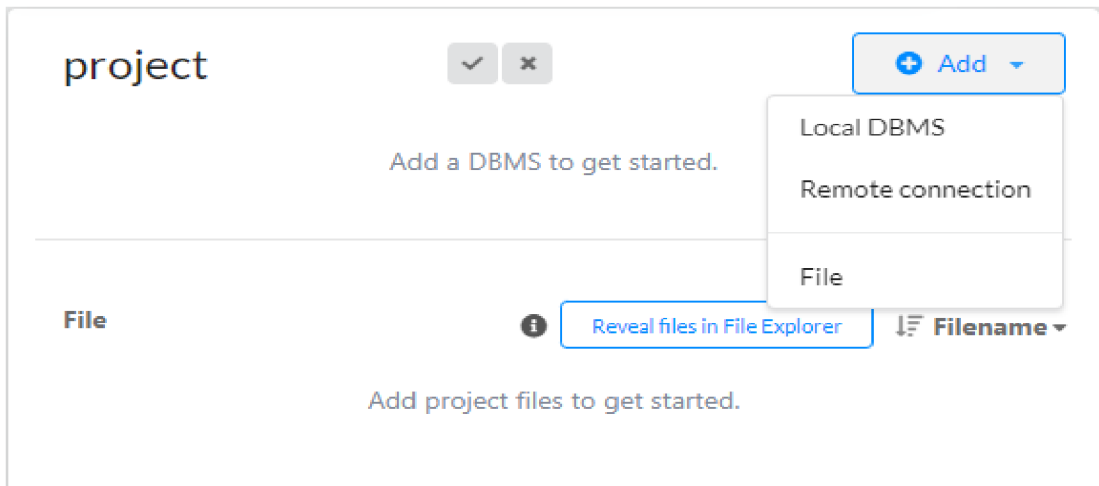 project
Add
Local DBMS
Add a DBMS to get started.
Remote connection
File
File
Reveal files in File Explorer
Filename
Add project files to get started.